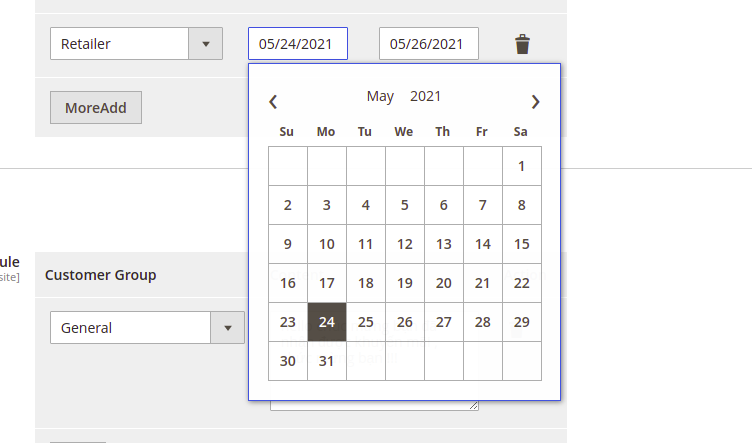 Retailer 05/24/2021 05/26/2021
MoreAdd
May 2021
Su Mo Tu We Th Fr Sa
1
2 3 4 5 6 7 8
9 10 11 12 13 14 15
16 17 18 19 20 21 22
23 24 25 26 27 28 29
30 31
ule
site]
Customer Group
General